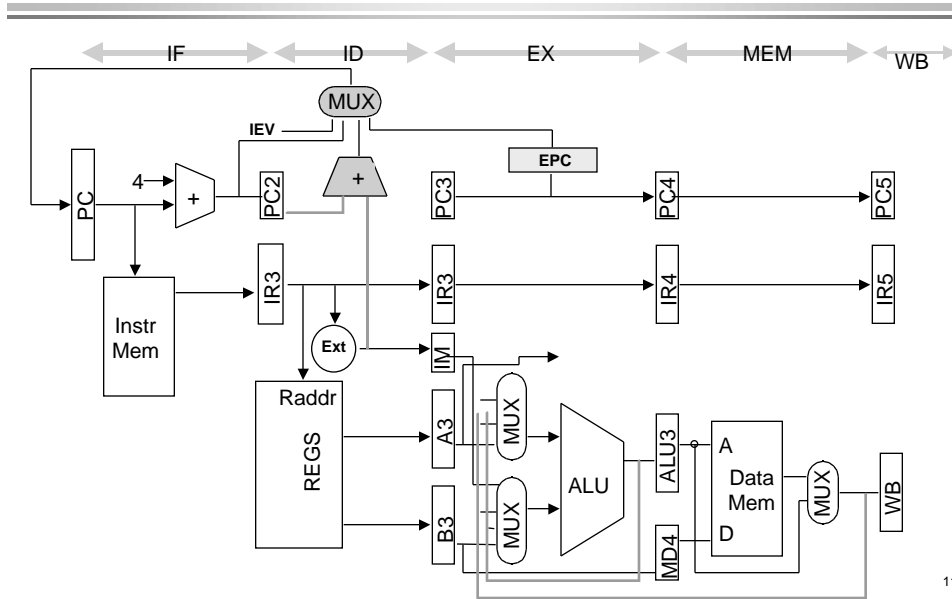 IF ID EX MEM WB
MUX
IEV
EPC
4
+
+
PC
PC2
PC3
PC4
PC5
IR3
IR3
IR4
IR5
Instr
Mem
Ext
IM
Raddr
REGS
A3
B3
MUX
MUX
ALU
ALU3
MD4
A
Data
Mem
D
MUX
WB